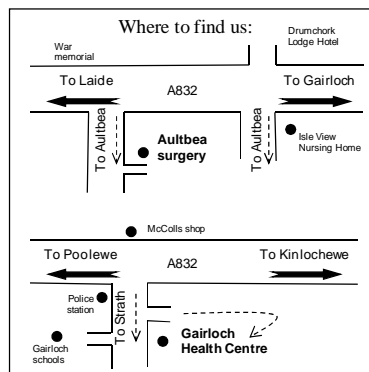 Where to find us:
Drumchork
Lodge Hotel
War
memorial
To Laide
A832
To Gairloch
To Aultbea
Aultbea
surgery
To Aultbea
Isle View
Nursing Home
McColls shop
To Poolewe
A832
To Kinlochewe
Police
station
To Strath
Gairloch
schools
Gairloch
Health Centre